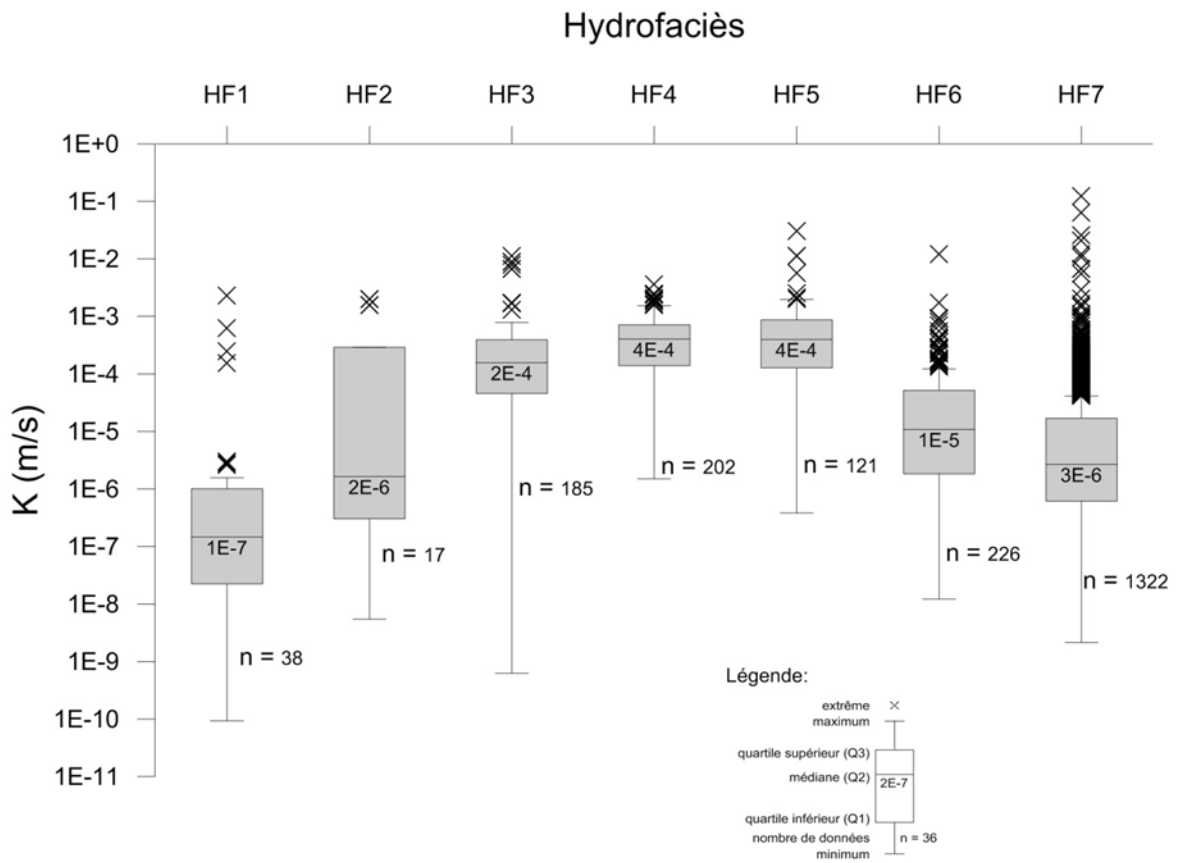 Hydrofaciès
HF1 HF2 HF3 HF4 HF5 HF6 HF7
K (m/s)
1E+0
1E-1
1E-2
1E-3
1E-4
1E-5
1E-6
1E-7
1E-8
1E-9
1E-10
1E-11
1E-7
n = 38
2E-6
n = 17
2E-4
n = 185
4E-4
n = 202
4E-4
n = 121
1E-5
n = 226
3E-6
n = 1322
Légende:
extrême
maximum
quartile supérieur (Q3)
médiane (Q2)
2E-7
quartile inférieur (Q1)
nombre de données n = 36
minimum